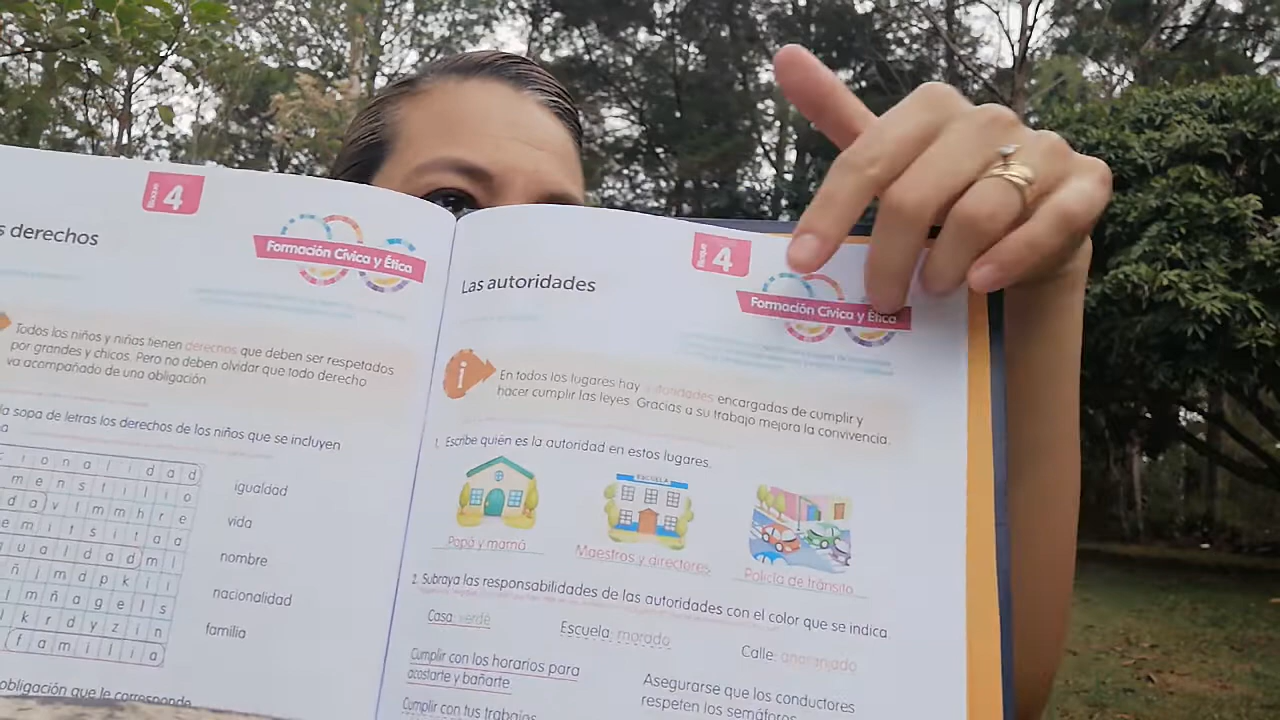 Bloque 4
s derechos
Formación Cívica y Ética
Todos los niños y niñas tienen derechos que deben ser respetados
por grandes y chicos. Pero no deben olvidar que todo derecho
va acompañado de una obligación
la sopa de letras los derechos de los niños que se incluyen
i o n a l i d a d
m e n s t i l i o
d a v l m m h r e
e m i t s i t a a
u a l d a d m i
ñ l m d p k i l
i m ñ a g e l s
k r d y z i n
f a m i l i a
igualdad
vida
nombre
nacionalidad
familia
obligación que le corresponde
Bloque 4
Las autoridades
Formación Cívica y Ética
i
En todos los lugares hay autoridades encargadas de cumplir y
hacer cumplir las leyes. Gracias a su trabajo mejora la convivencia.
1. Escribe quién es la autoridad en estos lugares.
ESCUELA
Papá y mamá
Maestros y directores
Policía de tránsito
2. Subraya las responsabilidades de las autoridades con el color que se indica
Casa: verde
Escuela: morado
Calle: anaranjado
Cumplir con los horarios para
acostarte y bañarte.
Asegurarse que los conductores
respeten los semáforos
Cumplir con tus trabajos